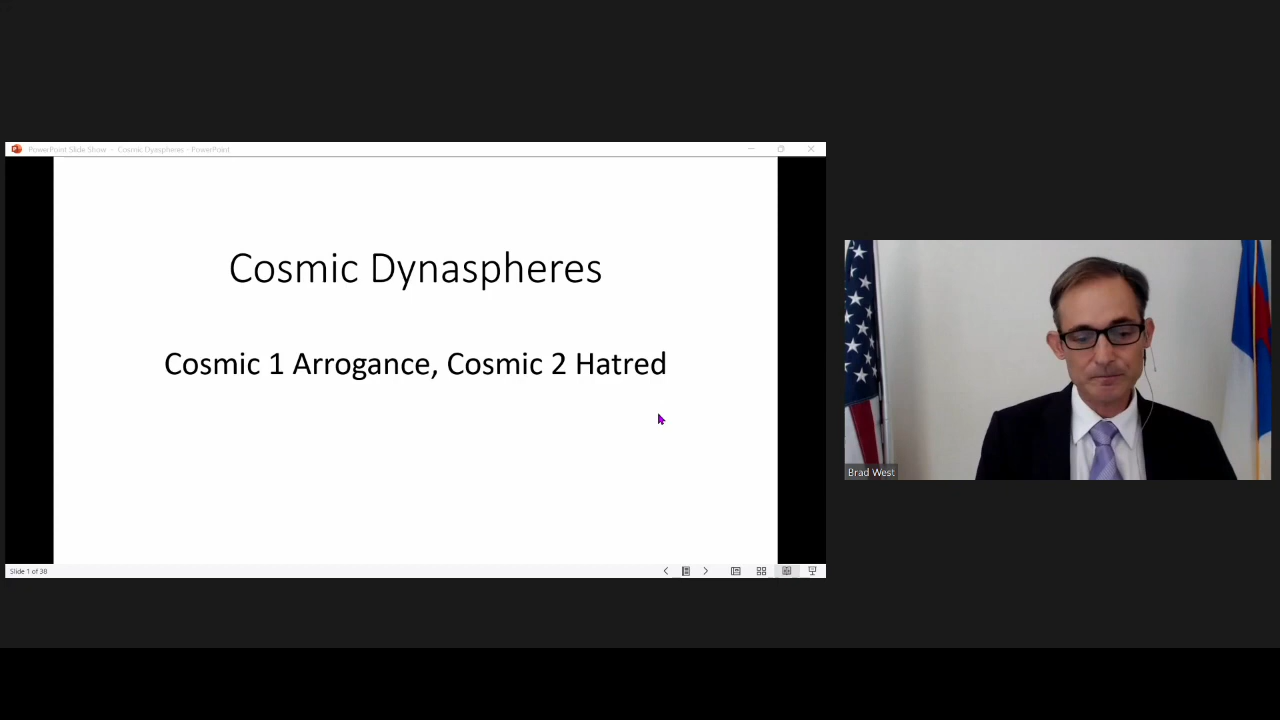 PowerPoint Slide Show - Cosmic Dyaspheres - PowerPoint
Cosmic Dynaspheres
Cosmic 1 Arrogance, Cosmic 2 Hatred
Slide 1 of 38
Brad West